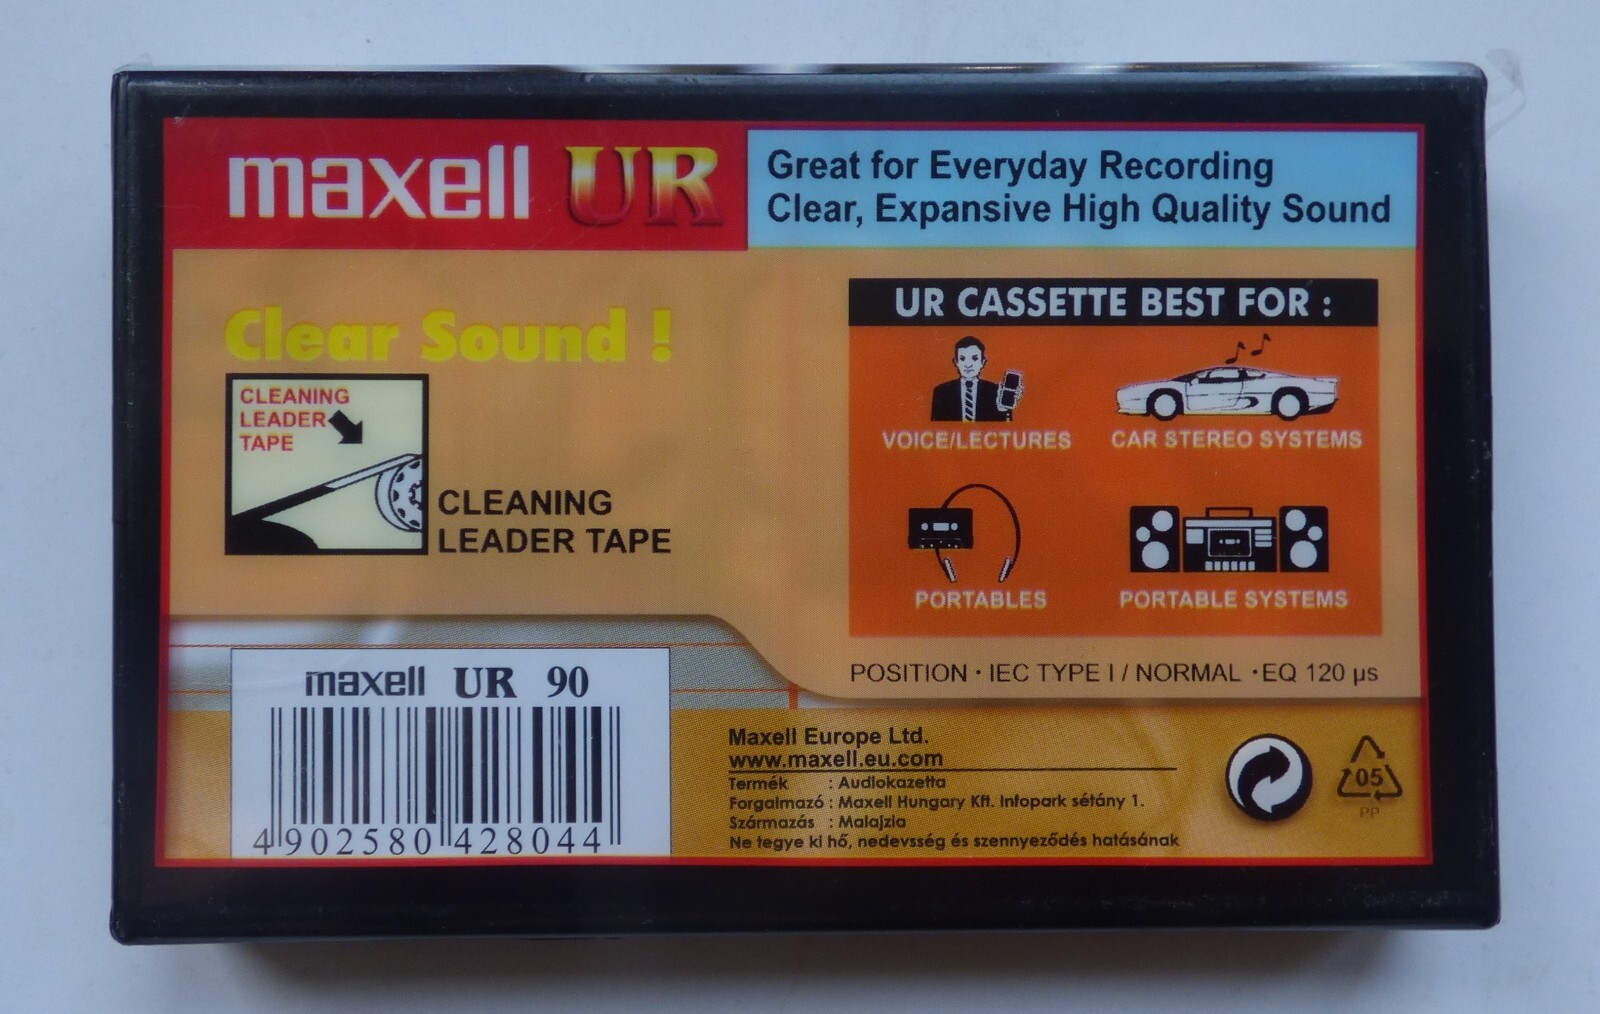 maxell UR
Great for Everyday Recording
Clear, Expansive High Quality Sound
Clear Sound !
CLEANING
LEADER
TAPE
CLEANING
LEADER TAPE
UR CASSETTE BEST FOR :
VOICE/LECTURES
CAR STEREO SYSTEMS
PORTABLES
PORTABLE SYSTEMS
POSITION · IEC TYPE I / NORMAL · EQ 120 µs
maxell UR 90
4 902580 428044
Maxell Europe Ltd.
www.maxell.eu.com
Termék : Audiokazetta
Forgalmazó : Maxell Hungary Kft. Infopark sétány 1.
Származás : Malajzia
Ne tegye ki hő, nedevsség és szennyeződés hatásának
05
PP